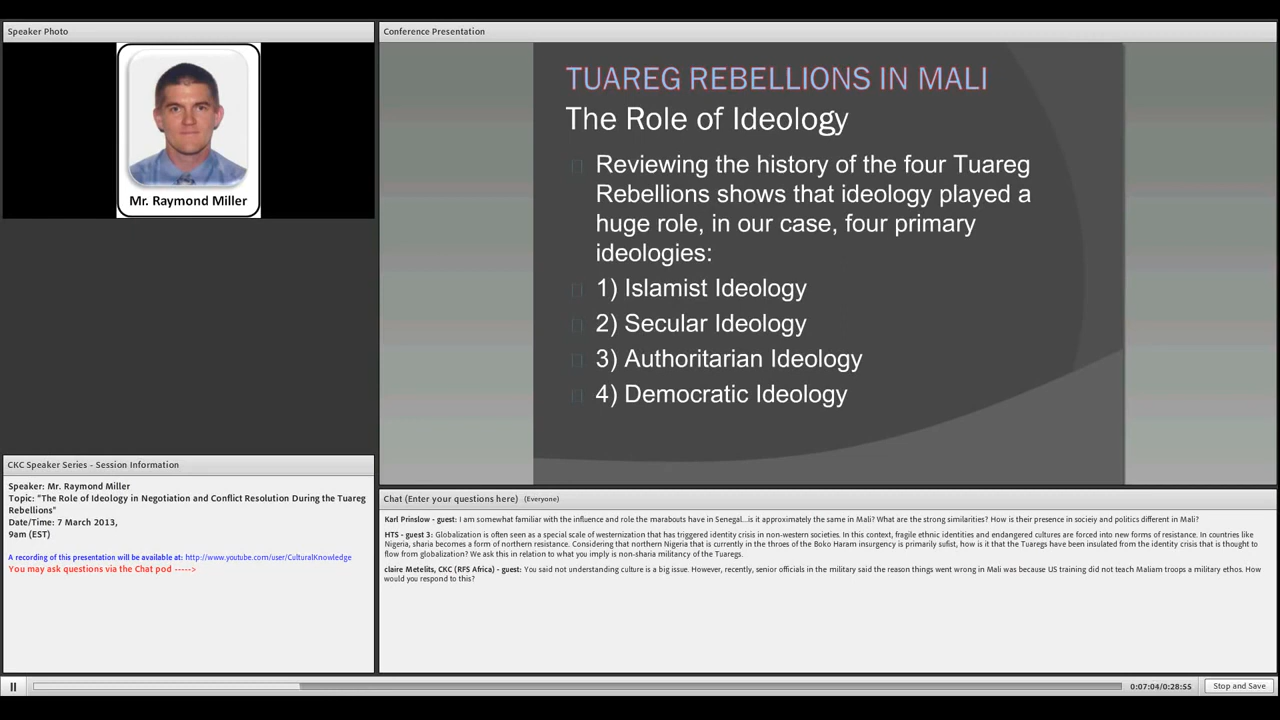 Speaker Photo
Mr. Raymond Miller
Conference Presentation
TUAREG REBELLIONS IN MALI
The Role of Ideology
Reviewing the history of the four Tuareg
Rebellions shows that ideology played a
huge role, in our case, four primary
ideologies:
1) Islamist Ideology
2) Secular Ideology
3) Authoritarian Ideology
4) Democratic Ideology
CKC Speaker Series - Session Information
Speaker: Mr. Raymond Miller
Topic: "The Role of Ideology in Negotiation and Conflict Resolution During the Tuareg
Rebellions"
Date/Time: 7 March 2013,
9am (EST)
A recording of this presentation will be available at: http://www.youtube.com/user/CulturalKnowledge
You may ask questions via the Chat pod ----->
Chat (Enter your questions here) (Everyone)
Karl Prinslow - guest: I am somewhat familiar with the influence and role the marabouts have in Senegal...is it approximately the same in Mali? What are the strong similarities? How is their presence in socieiy and politics different in Mali?
HTS - guest 3: Globalization is often seen as a special scale of westernization that has triggered identity crisis in non-western societies. In this context, fragile ethnic identities and endangered cultures are forced into new forms of resistance. In countries like
Nigeria, sharia becomes a form of northern resistance. Considering that northern Nigeria that is currently in the throes of the Boko Haram insurgency is primarily sufist, how is it that the Tuaregs have been insulated from the identity crisis that is thought to
flow from globalization? We ask this in relation to what you imply is non-sharia militancy of the Tuaregs.
claire Metelits, CKC (RFS Africa) - guest: You said not understanding culture is a big issue. However, recently, senior officials in the military said the reason things went wrong in Mali was because US training did not teach Maliam troops a military ethos. How
would you respond to this?
0:07:04/0:28:55
Stop and Save